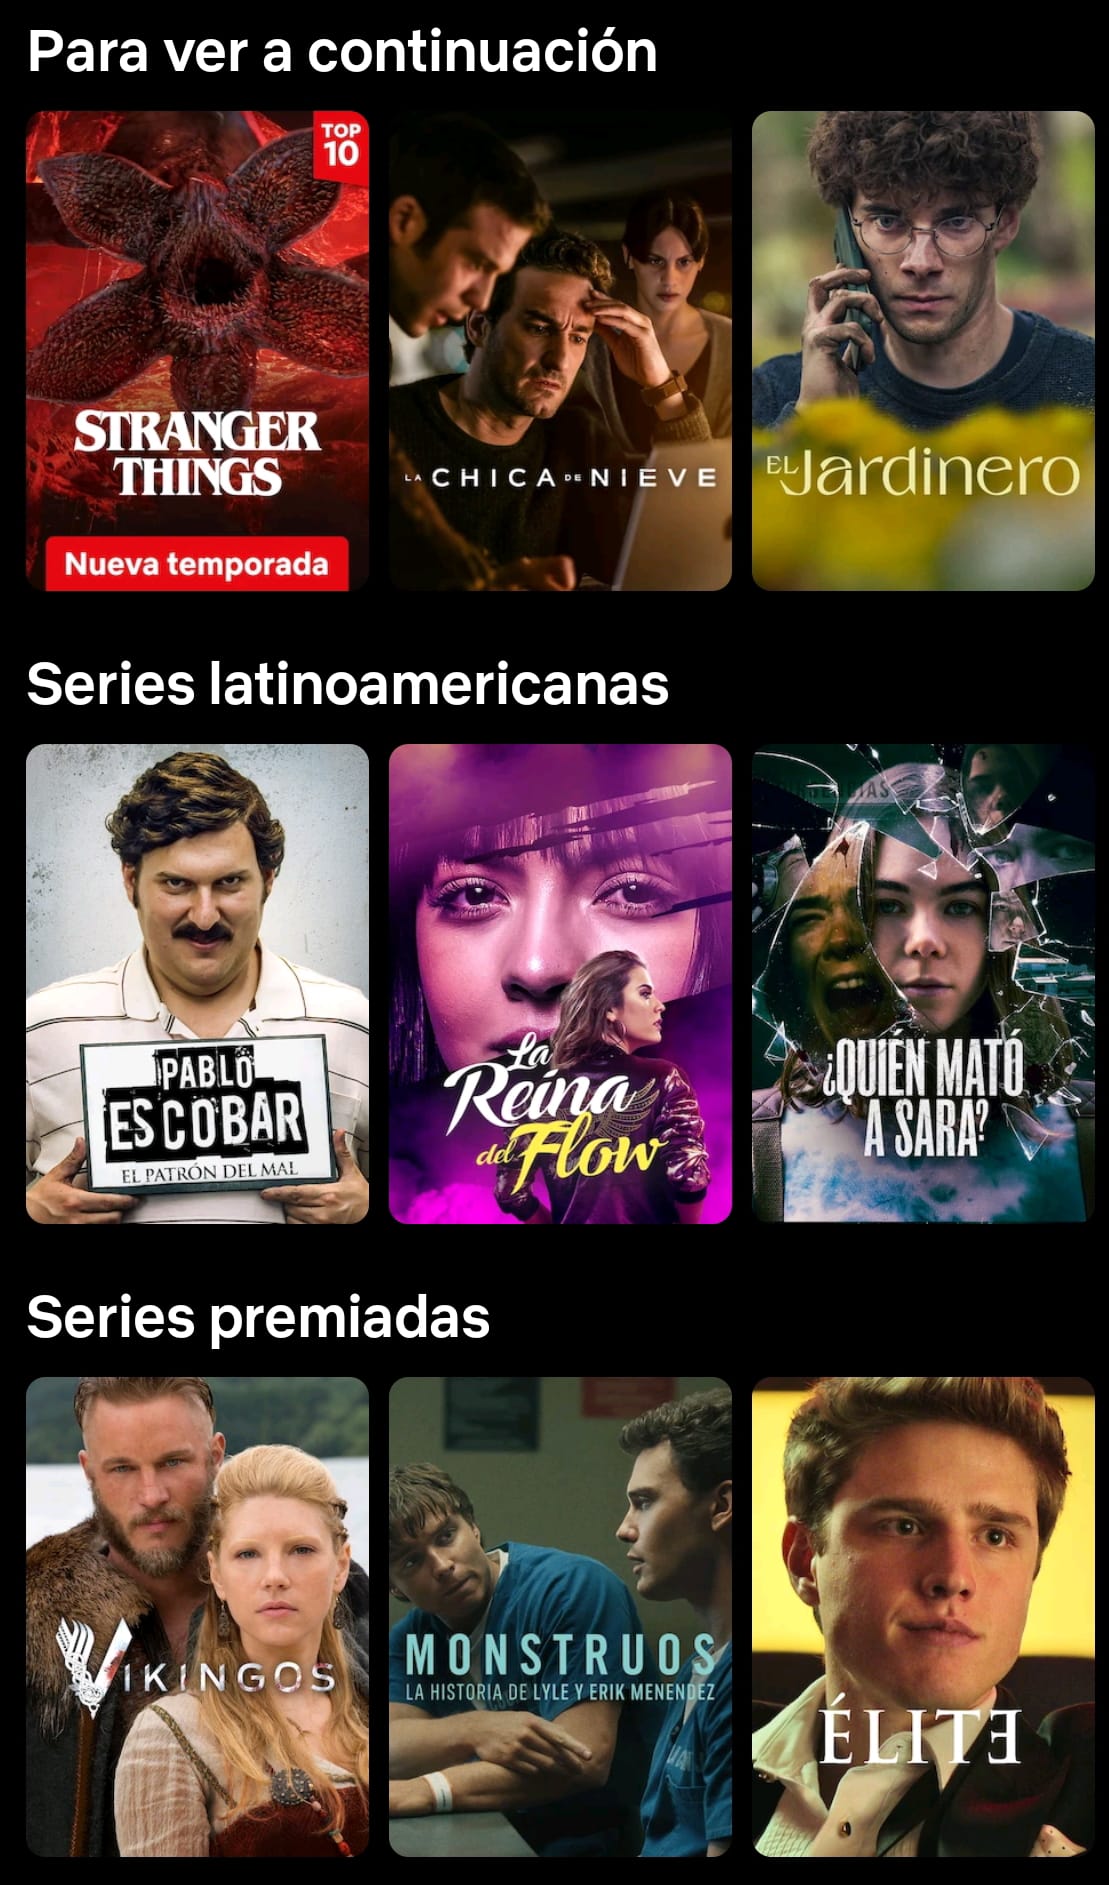 Para ver a continuación
TOP
10
STRANGER
THINGS
Nueva temporada
LA CHICA DE NIEVE
EL Jardinero
Series latinoamericanas
PABLO
ESCOBAR
EL PATRÓN DEL MAL
La
Reina
del Flow
¿QUIÉN MATÓ
A SARA?
Series premiadas
VIKINGOS
MONSTRUOS
LA HISTORIA DE LYLE Y ERIK MENENDEZ
ÉLITE